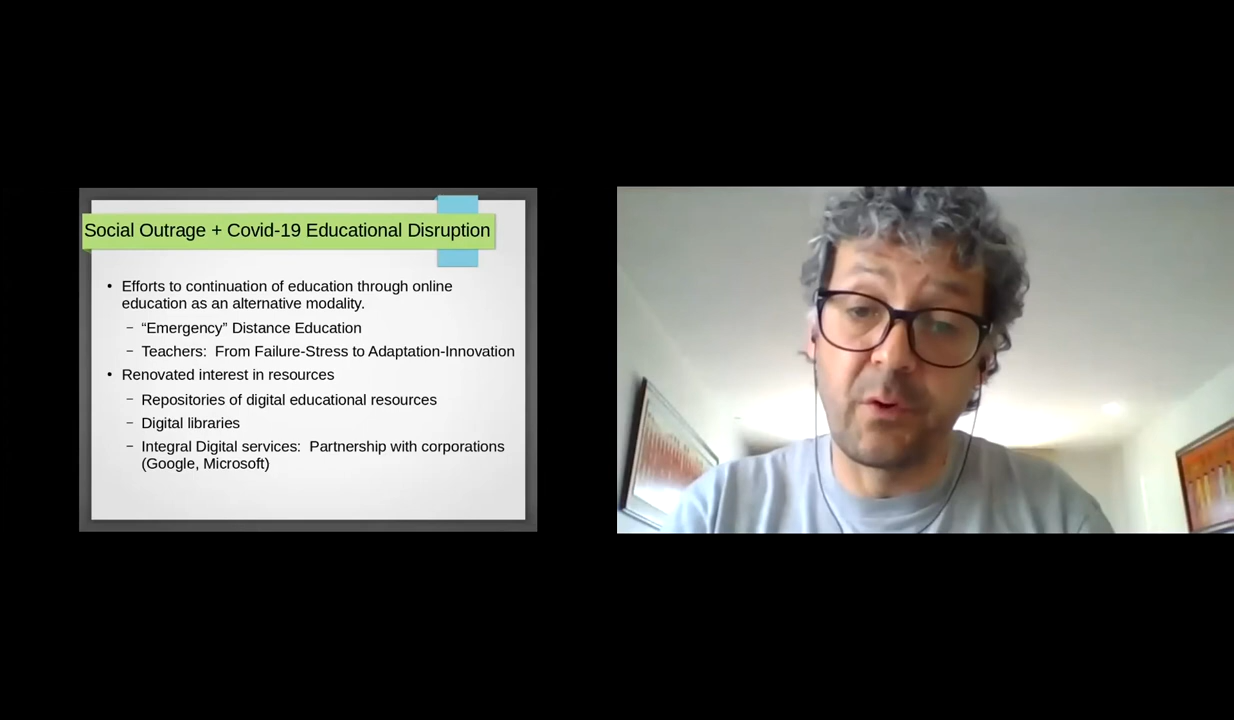 Social Outrage + Covid-19 Educational Disruption
• Efforts to continuation of education through online
education as an alternative modality.
– “Emergency” Distance Education
– Teachers: From Failure-Stress to Adaptation-Innovation
• Renovated interest in resources
– Repositories of digital educational resources
– Digital libraries
– Integral Digital services: Partnership with corporations
(Google, Microsoft)